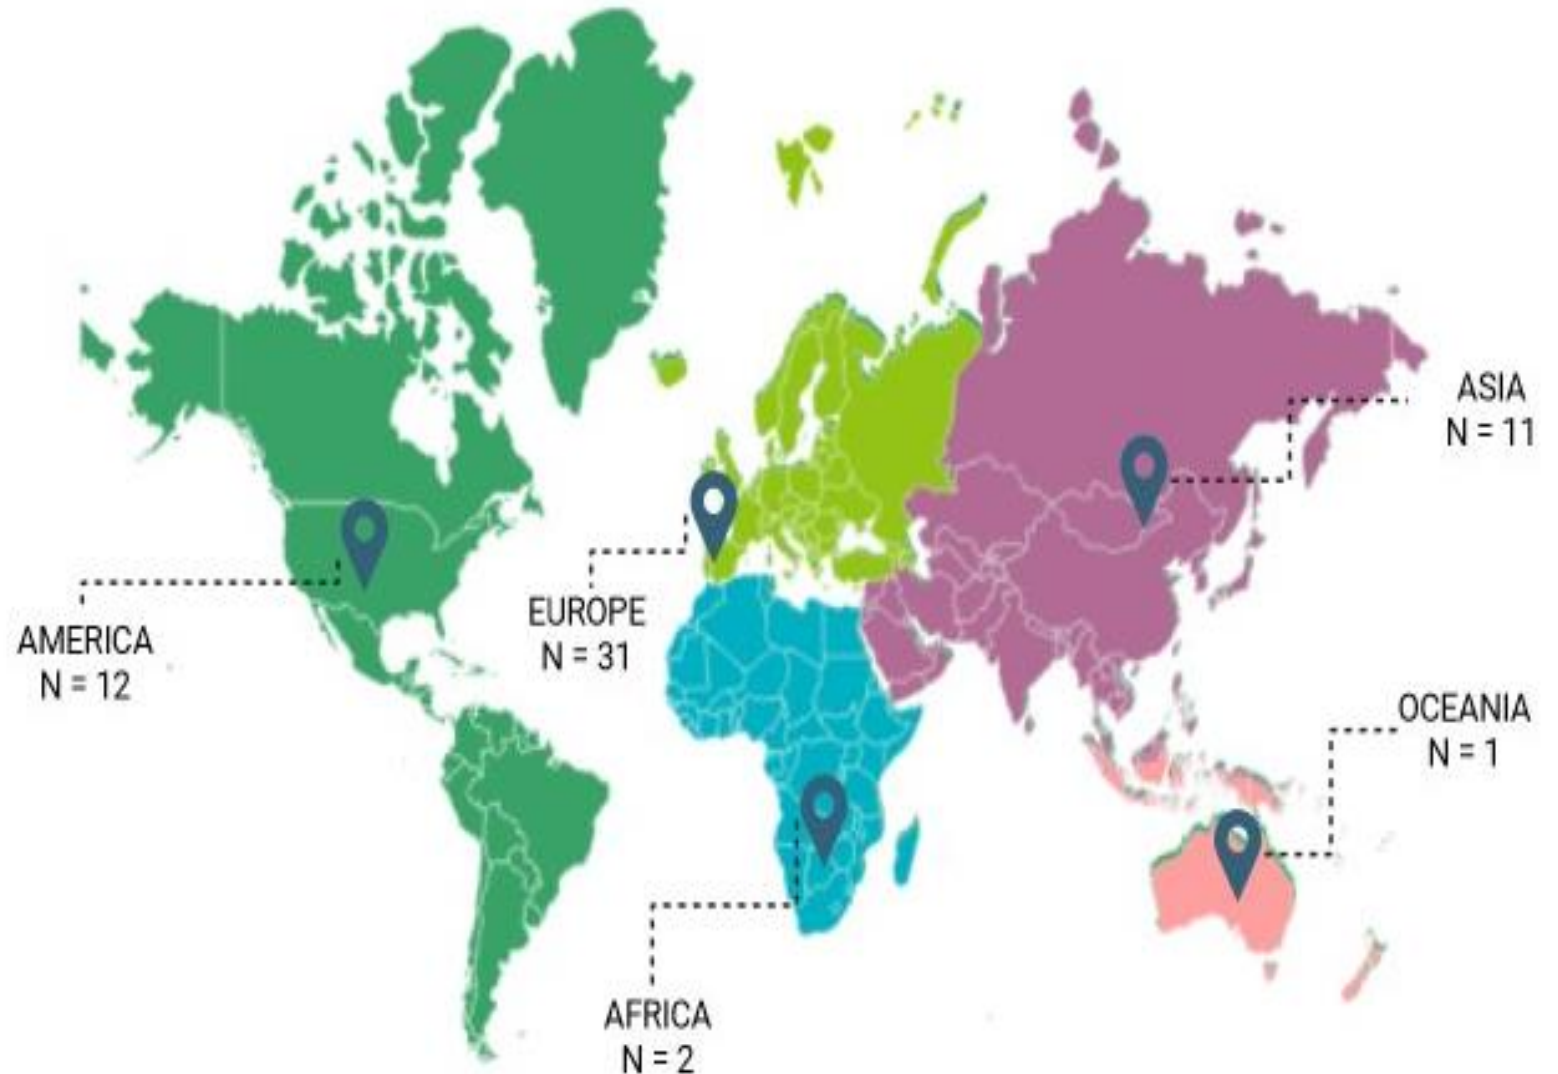 ASIA
N = 11
EUROPE
N = 31
AMERICA
N = 12
OCEANIA
N = 1
AFRICA
N = 2